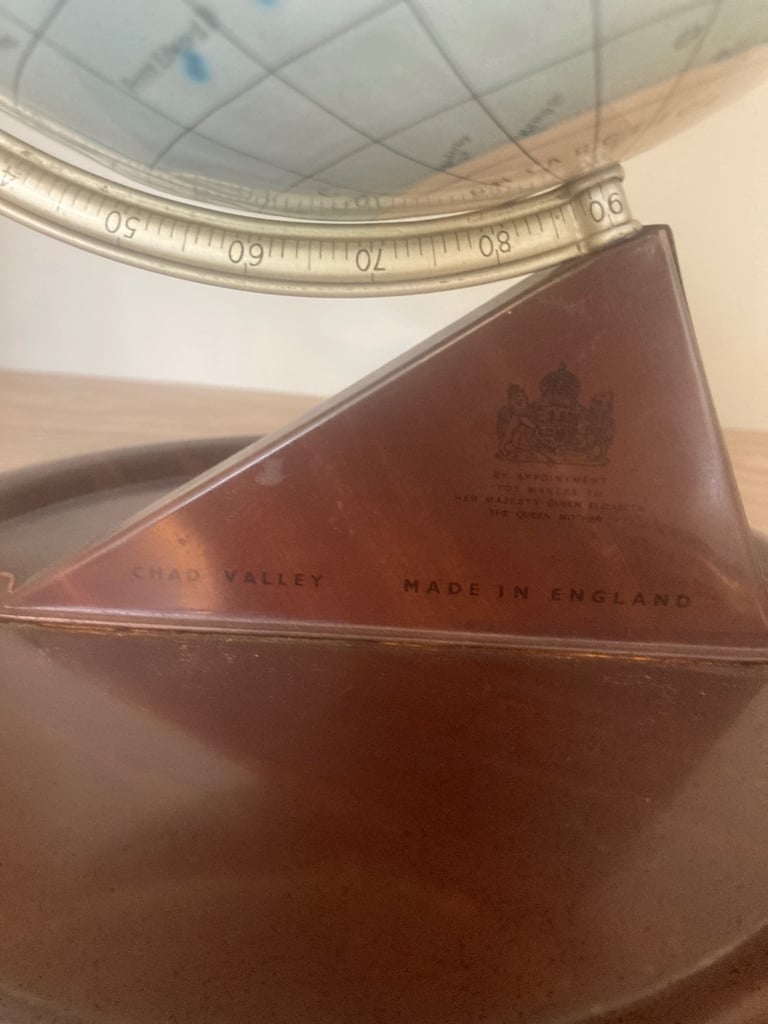 50
60
70
80
90
BY APPOINTMENT
TOY MAKERS TO
HER MAJESTY QUEEN ELIZABETH
THE QUEEN MOTHER
CHAD VALLEY
MADE IN ENGLAND